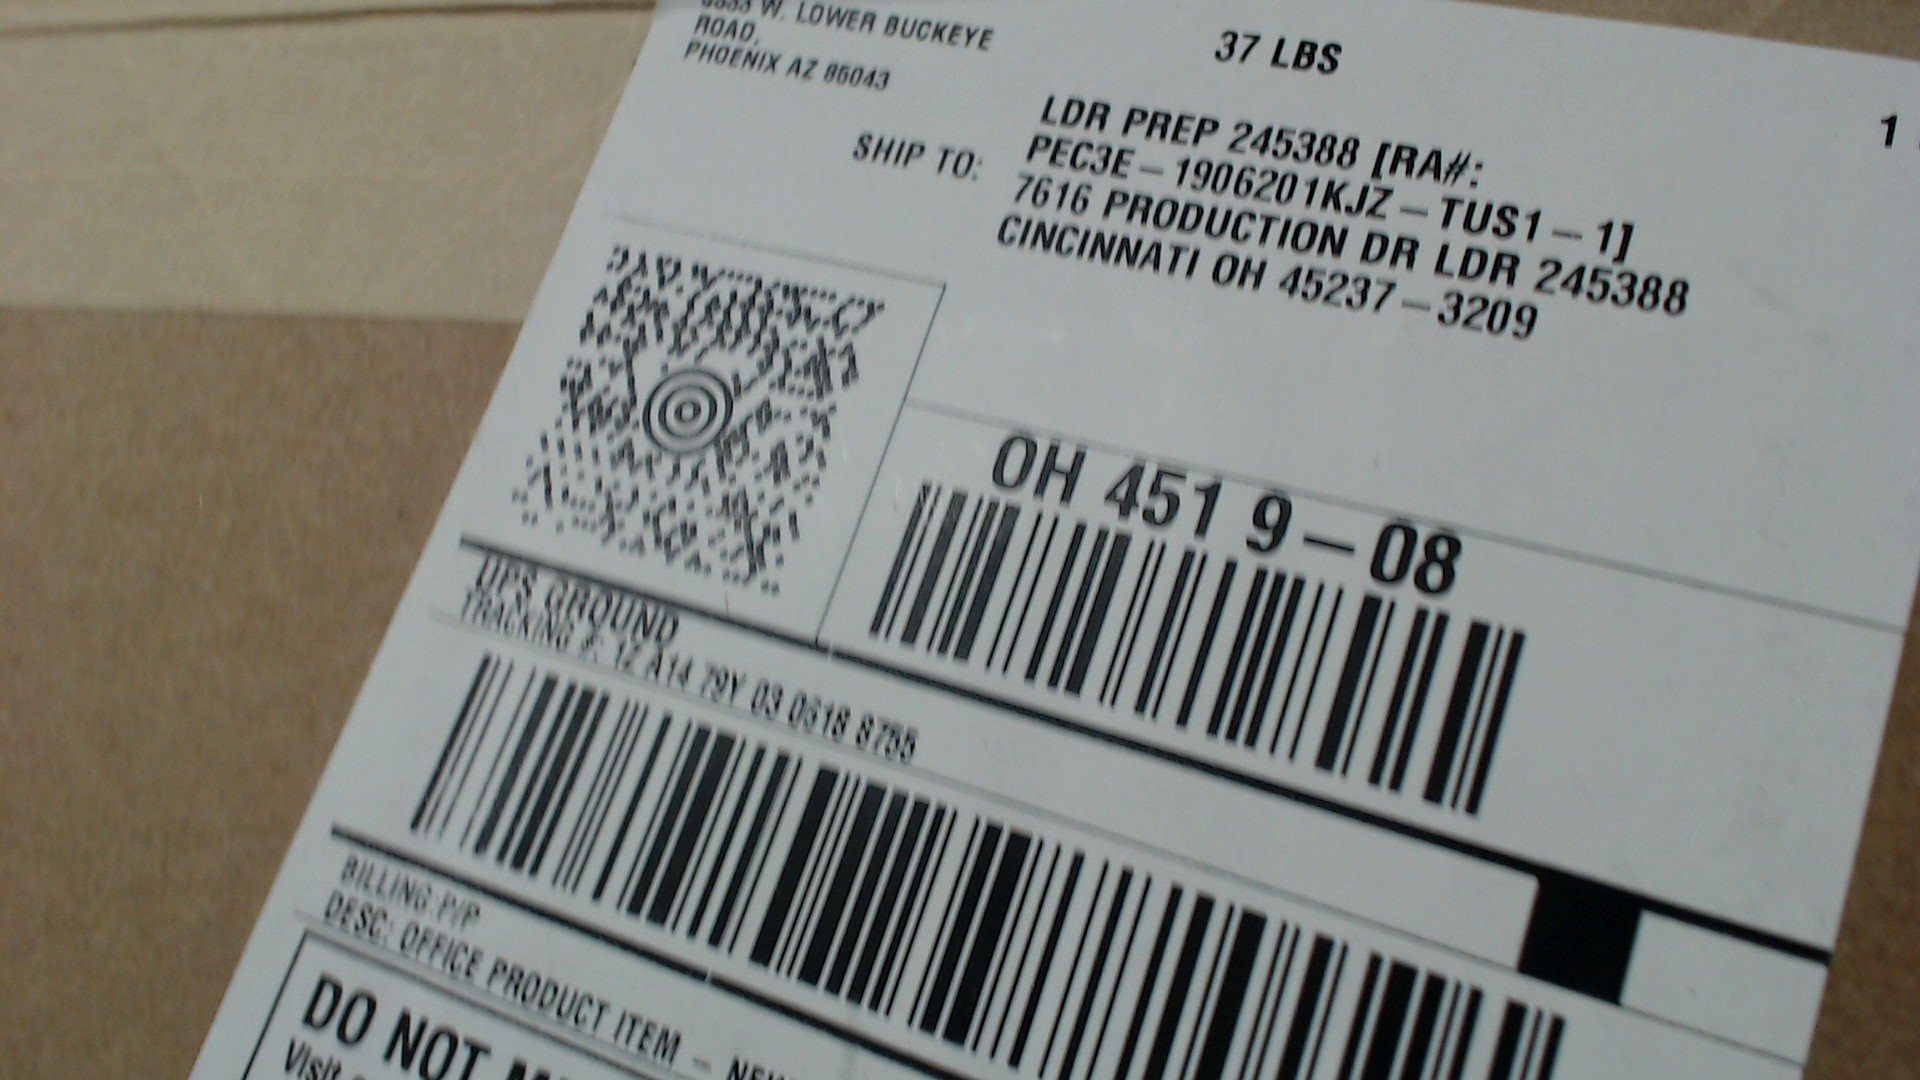 W. LOWER BUCKEYE
ROAD,
PHOENIX AZ 85043
37 LBS
1
SHIP TO:
LDR PREP 245388 [RA#:
PEC3E-1906201KJZ-TUS1-1]
7616 PRODUCTION DR LDR 245388
CINCINNATI OH 45237-3209
OH 451 9-08
UPS GROUND
TRACKING #: 1Z A14 79Y 03 0618 8755
BILLING:P/P
DESC: OFFICE PRODUCT ITEM -
DO NOT
Visit